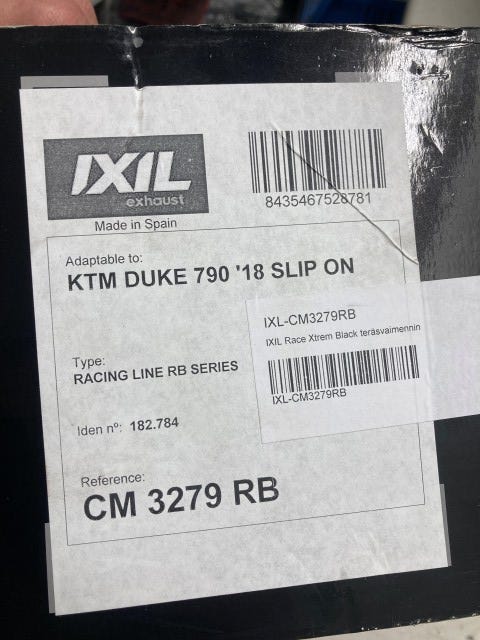 IXIL
exhaust
Made in Spain
8435467528781
Adaptable to:
KTM DUKE 790 '18 SLIP ON
IXL-CM3279RB
IXIL Race Xtrem Black teräsvaimennin
IXL-CM3279RB
Type:
RACING LINE RB SERIES
Iden nº: 182.784
Reference:
CM 3279 RB